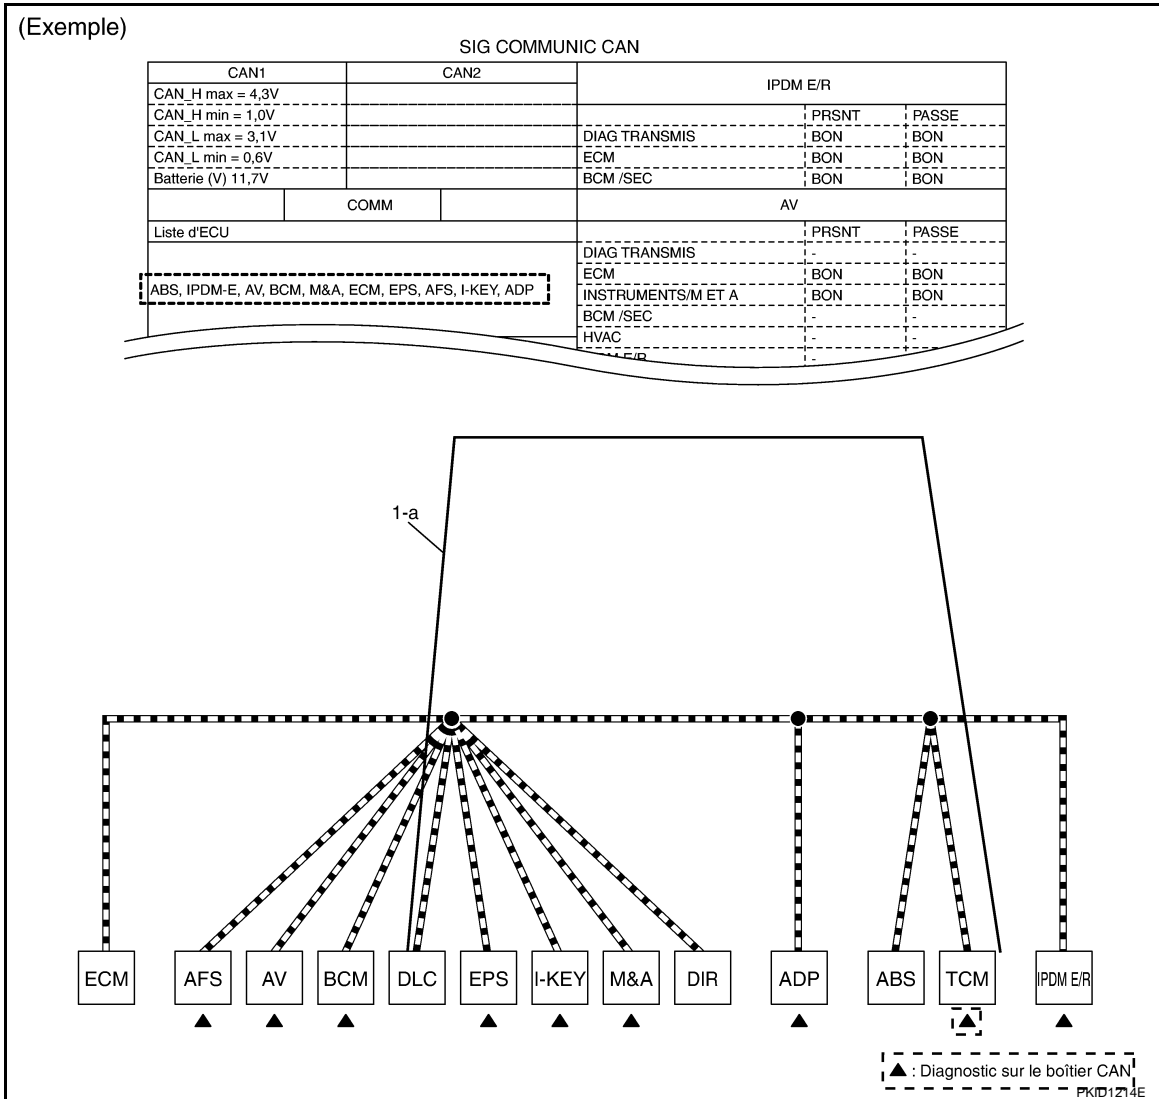 (Exemple)
SIG COMMUNIC CAN
CAN1 CAN2
CAN_H max = 4,3V
CAN_H min = 1,0V
CAN_L max = 3,1V
CAN_L min = 0,6V
Batterie (V) 11,7V
COMM
Liste d'ECU
ABS, IPDM-E, AV, BCM, M&A, ECM, EPS, AFS, I-KEY, ADP
IPDM E/R
PRSNT PASSE
DIAG TRANSMIS BON BON
ECM BON BON
BCM /SEC BON BON
AV
PRSNT PASSE
DIAG TRANSMIS - -
ECM BON BON
INSTRUMENTS/M ET A BON BON
BCM /SEC - -
HVAC - -
E/R -
1-a
ECM AFS AV BCM DLC EPS I-KEY M&A DIR ADP ABS TCM IPDM E/R
▲ : Diagnostic sur le boîtier CAN
PKID1214E